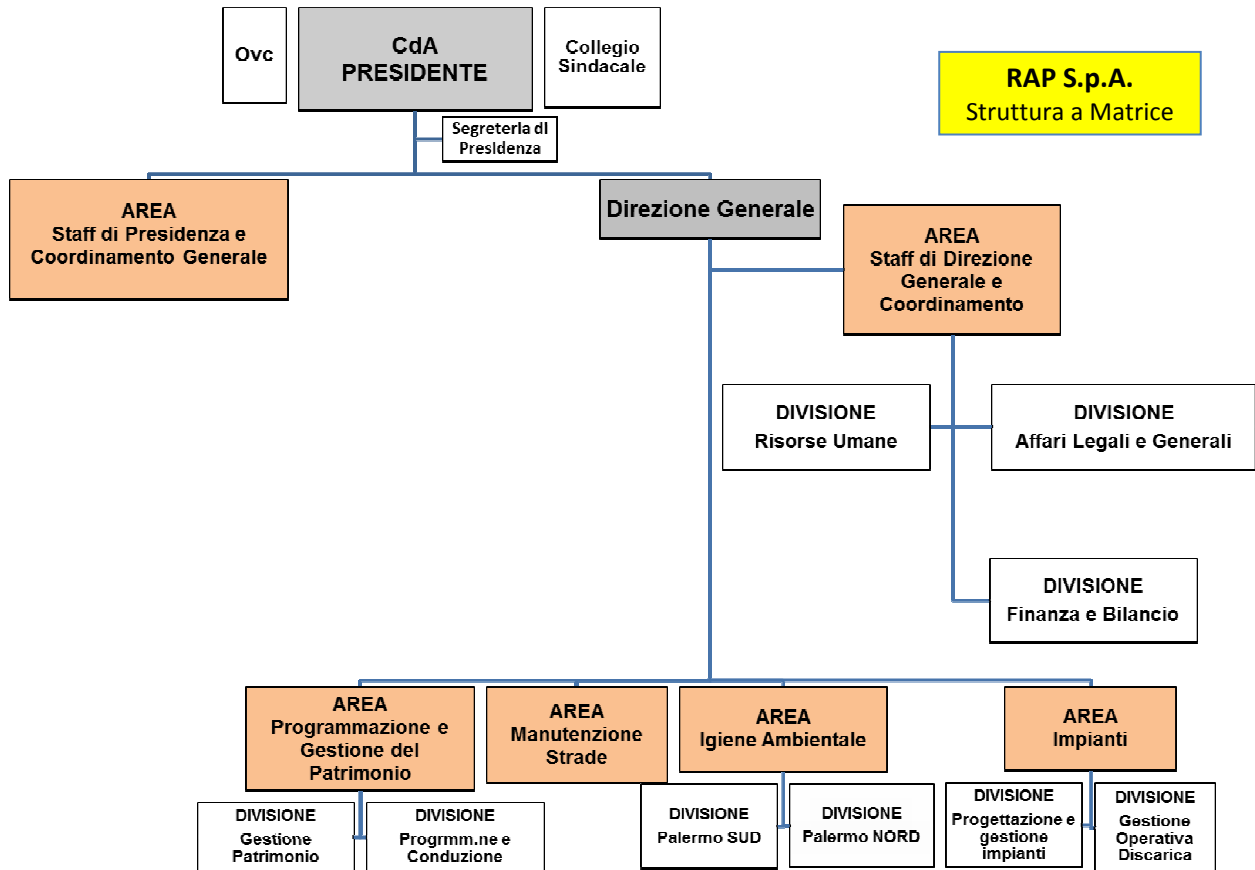 Ovc
CdA
PRESIDENTE
Collegio
Sindacale
RAP S.p.A.
Struttura a Matrice
Segreteria di
Presidenza
AREA
Staff di Presidenza e
Coordinamento Generale
Direzione Generale
AREA
Staff di Direzione
Generale e
Coordinamento
DIVISIONE
Risorse Umane
DIVISIONE
Affari Legali e Generali
DIVISIONE
Finanza e Bilancio
AREA
Programmazione e
Gestione del
Patrimonio
AREA
Manutenzione
Strade
AREA
Igiene Ambientale
AREA
Impianti
DIVISIONE
Gestione
Patrimonio
DIVISIONE
Progrmm.ne e
Conduzione
DIVISIONE
Palermo SUD
DIVISIONE
Palermo NORD
DIVISIONE
Progettazione e
gestione
impianti
DIVISIONE
Gestione
Operativa
Discarica